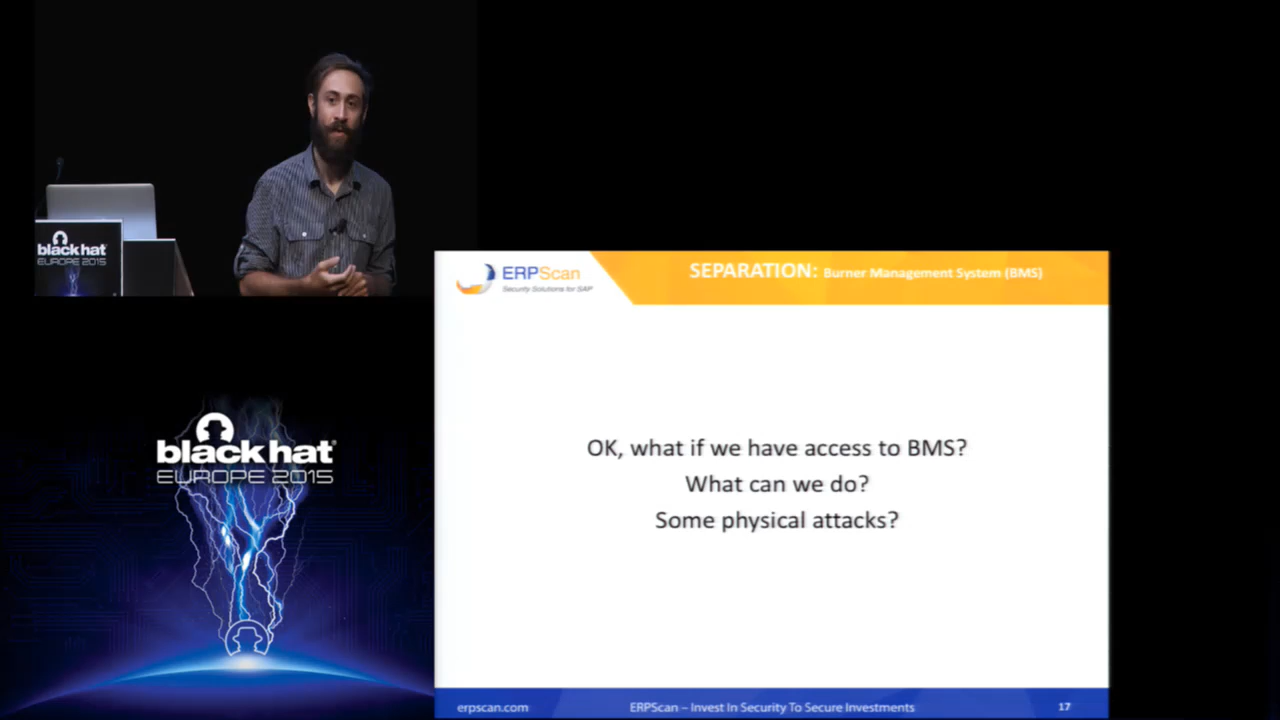 black hat
EUROPE 2015
ERPScan
Security Solutions for SAP
SEPARATION: Burner Management System (BMS)
OK, what if we have access to BMS?
What can we do?
Some physical attacks?
black hat®
EUROPE 2015
erpscan.com
ERPScan – Invest In Security To Secure Investments
17